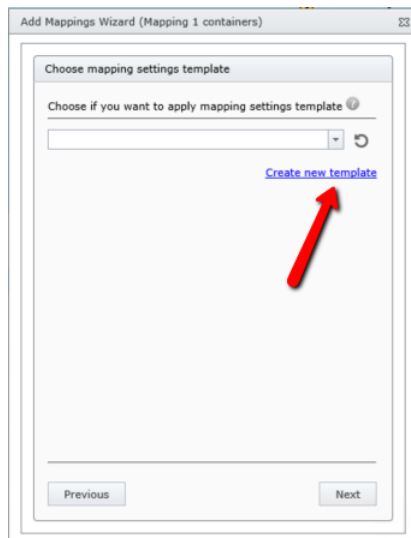 Add Mappings Wizard (Mapping 1 containers)
Choose mapping settings template
Choose if you want to apply mapping settings template
Create new template
Previous
Next